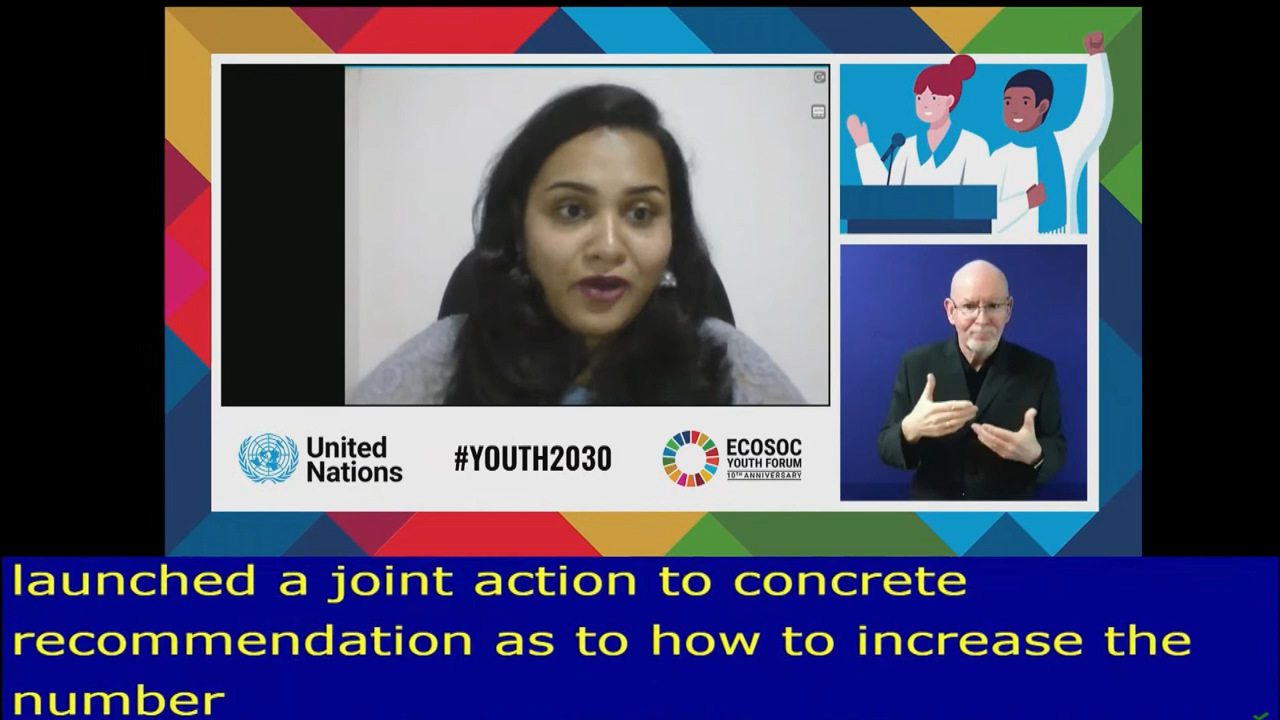 United
Nations
#YOUTH2030
ECOSOC
YOUTH FORUM
10TH ANNIVERSARY
launched a joint action to concrete
recommendation as to how to increase the
number